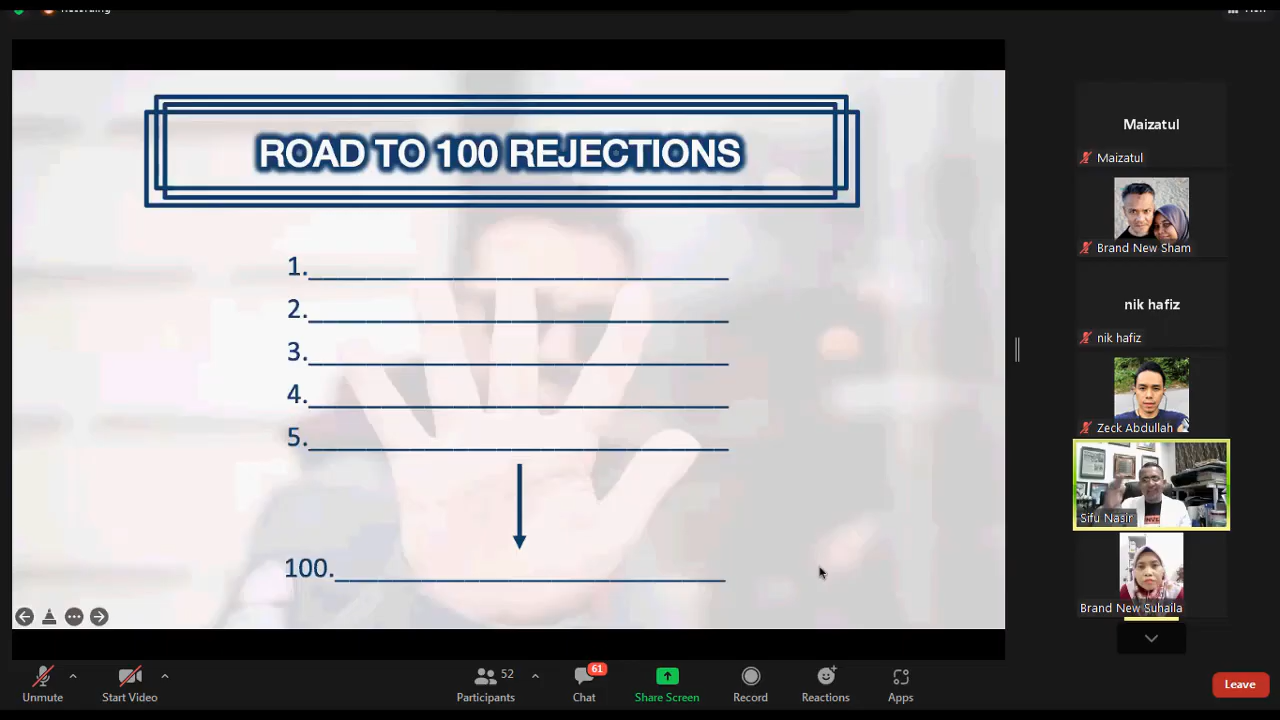 Recording
View
ROAD TO 100 REJECTIONS
1.
2.
3.
4.
5.
100.
Maizatul
Maizatul
Brand New Sham
nik hafiz
nik hafiz
Zeck Abdullah
Sifu Nasir
Brand New Suhaila
Unmute
Start Video
52
Participants
61
Chat
Share Screen
Record
Reactions
Apps
Leave